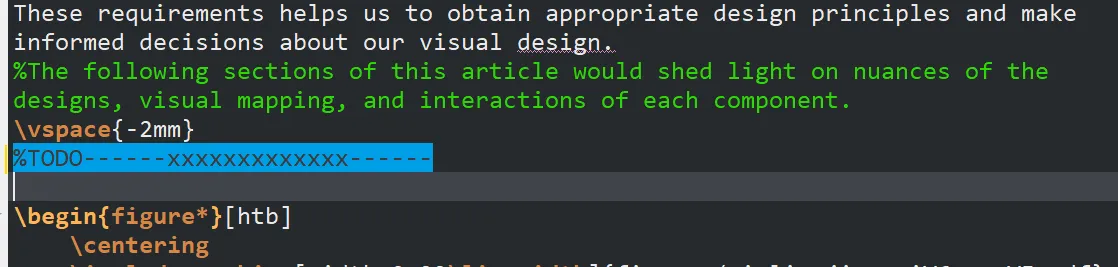 These requirements helps us to obtain appropriate design principles and make
informed decisions about our visual design.
%The following sections of this article would shed light on nuances of the
designs, visual mapping, and interactions of each component.
\vspace{-2mm}
%TODO------xxxxxxxxxxxxx------
\begin{figure*}[htb]
\centering